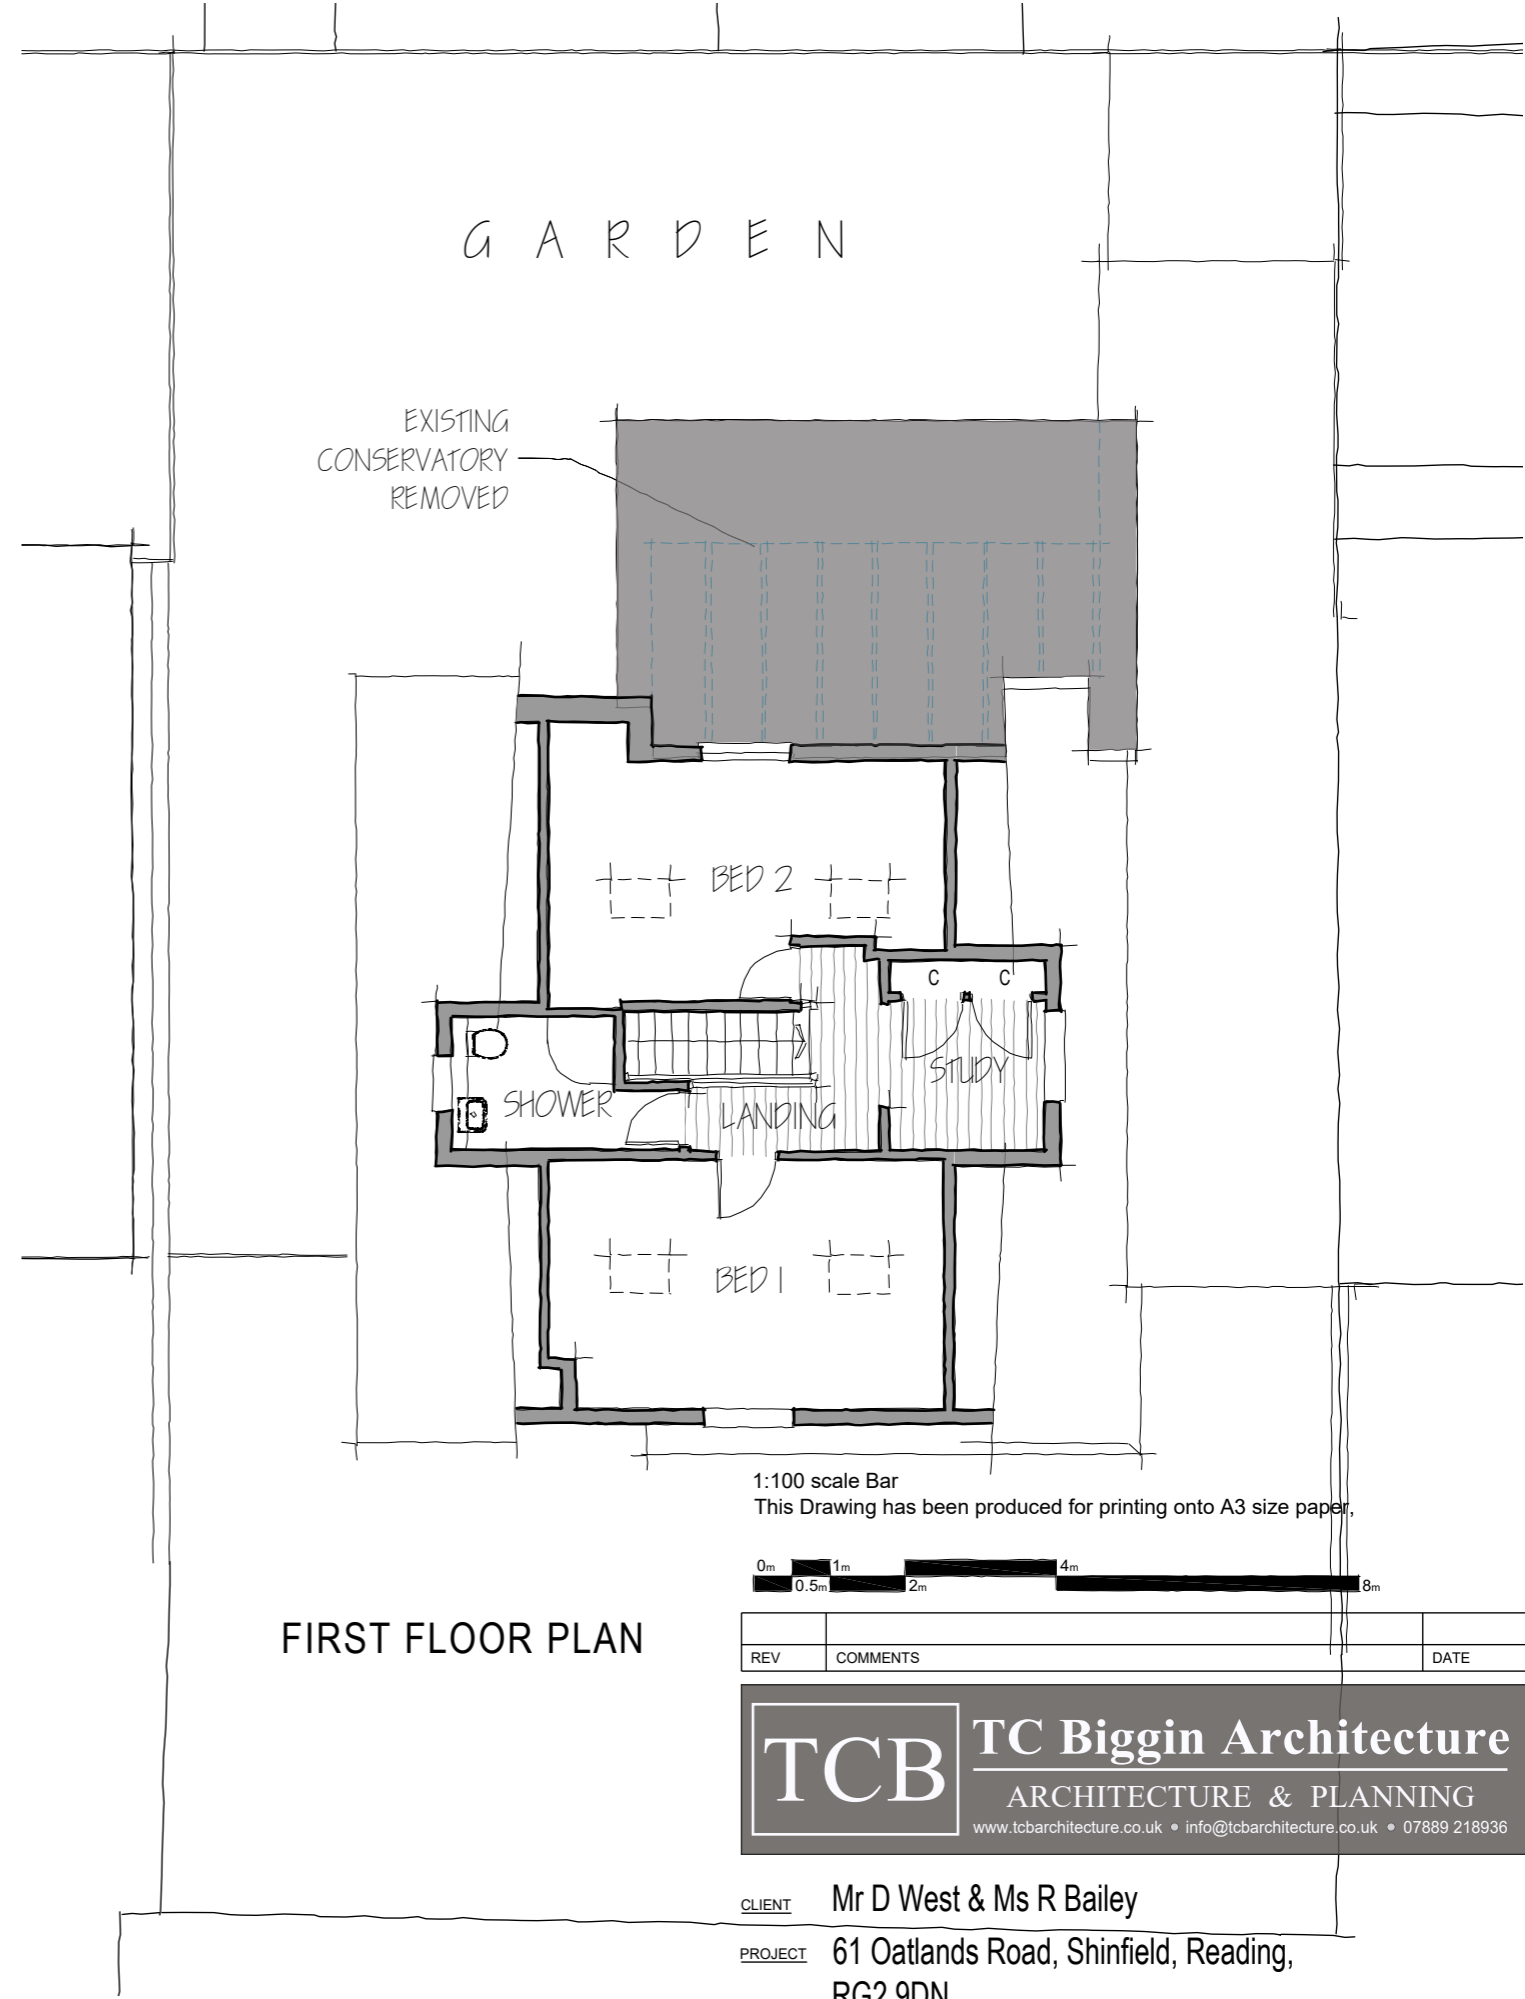 GARDEN
EXISTING
CONSERVATORY
REMOVED
BED 2
C C
STUDY
SHOWER
LANDING
BED 1
1:100 scale Bar
This Drawing has been produced for printing onto A3 size paper,
0m 1m 4m
0.5m 2m 8m
FIRST FLOOR PLAN
REV COMMENTS DATE
TCB
TC Biggin Architecture
ARCHITECTURE & PLANNING
www.tcbarchitecture.co.uk • info@tcbarchitecture.co.uk • 07889 218936
CLIENT Mr D West & Ms R Bailey
PROJECT 61 Oatlands Road, Shinfield, Reading,
RG2 9DN